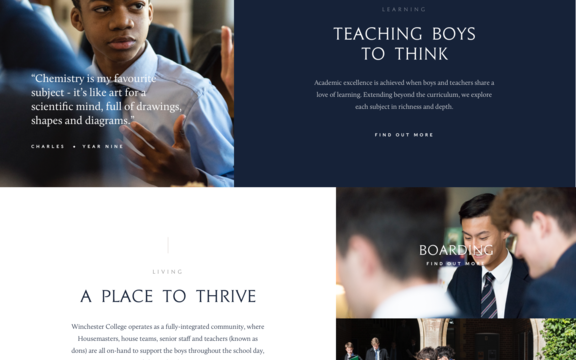 LEARNING
TEACHING BOYS
TO THINK
Academic excellence is achieved when boys and teachers share a
love of learning. Extending beyond the curriculum, we explore
each subject in richness and depth.
FIND OUT MORE
“Chemistry is my favourite
subject - it's like art for a
scientific mind, full of drawings,
shapes and diagrams.”
CHARLES • YEAR NINE
LIVING
A PLACE TO THRIVE
Winchester College operates as a fully-integrated community, where
Housemasters, house teams, senior staff and teachers (known as
dons) are all on-hand to support the boys throughout the school day,
BOARDING
FIND OUT MORE